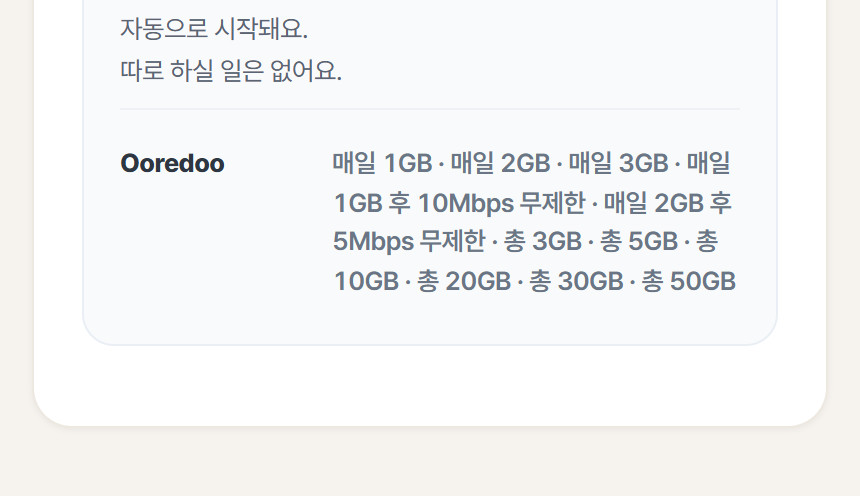 자동으로 시작돼요.
따로 하실 일은 없어요.
Ooredoo
매일 1GB · 매일 2GB · 매일 3GB · 매일
1GB 후 10Mbps 무제한 · 매일 2GB 후
5Mbps 무제한 · 총 3GB · 총 5GB · 총
10GB · 총 20GB · 총 30GB · 총 50GB